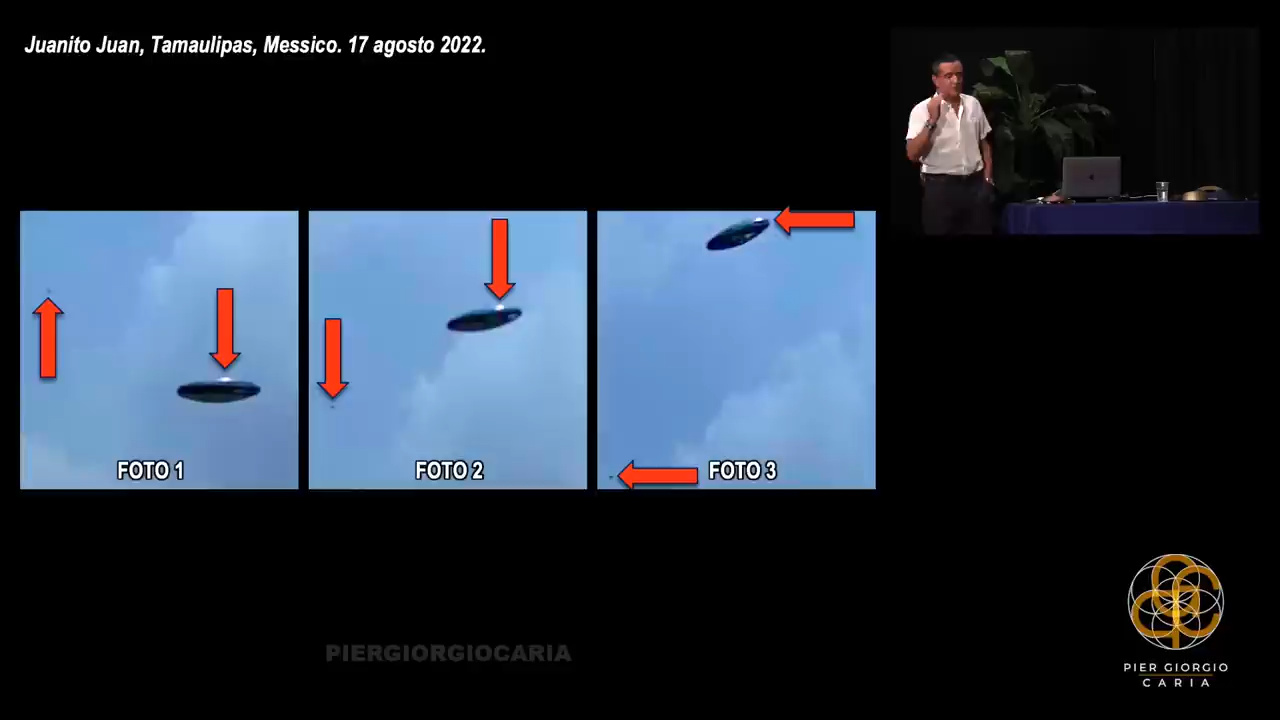 Juanito Juan, Tamaulipas, Messico. 17 agosto 2022.
FOTO 1
FOTO 2
FOTO 3
PIERGIORGIOCARIA
PIER GIORGIO
CARIA